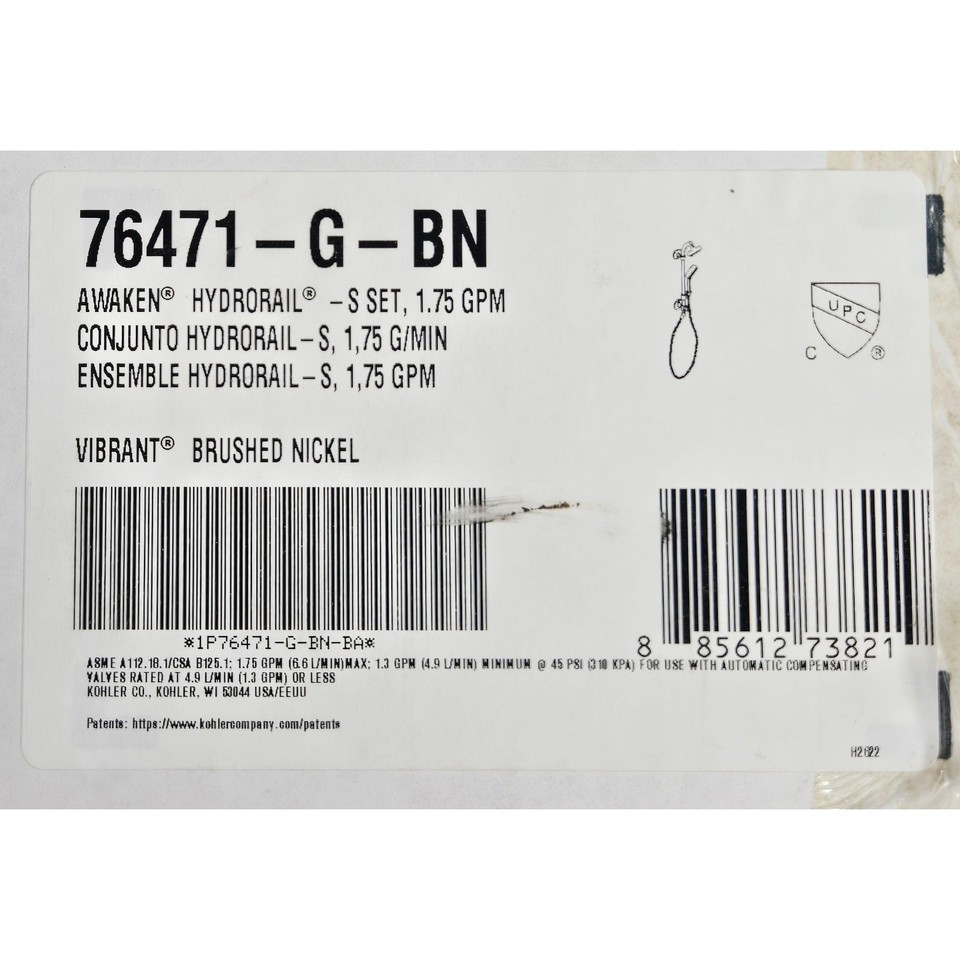 76471-G-BN
AWAKEN® HYDRORAIL® -S SET, 1.75 GPM
CONJUNTO HYDRORAIL-S, 1,75 G/MIN
ENSEMBLE HYDRORAIL-S, 1,75 GPM
UPC
C ®
VIBRANT® BRUSHED NICKEL
*1P76471-G-BN-BA*
8 85612 73821
ASME A112.18.1/CSA B125.1; 1.75 GPM (6.6 L/MIN)MAX; 1.3 GPM (4.9 L/MIN) MINIMUM @ 45 PSI (310 KPA) FOR USE WITH AUTOMATIC COMPENSATING
VALVES RATED AT 4.9 L/MIN (1.3 GPM) OR LESS
KOHLER CO., KOHLER, WI 53044 USA/EEUU
Patents: https://www.kohlercompany.com/patents
H2622